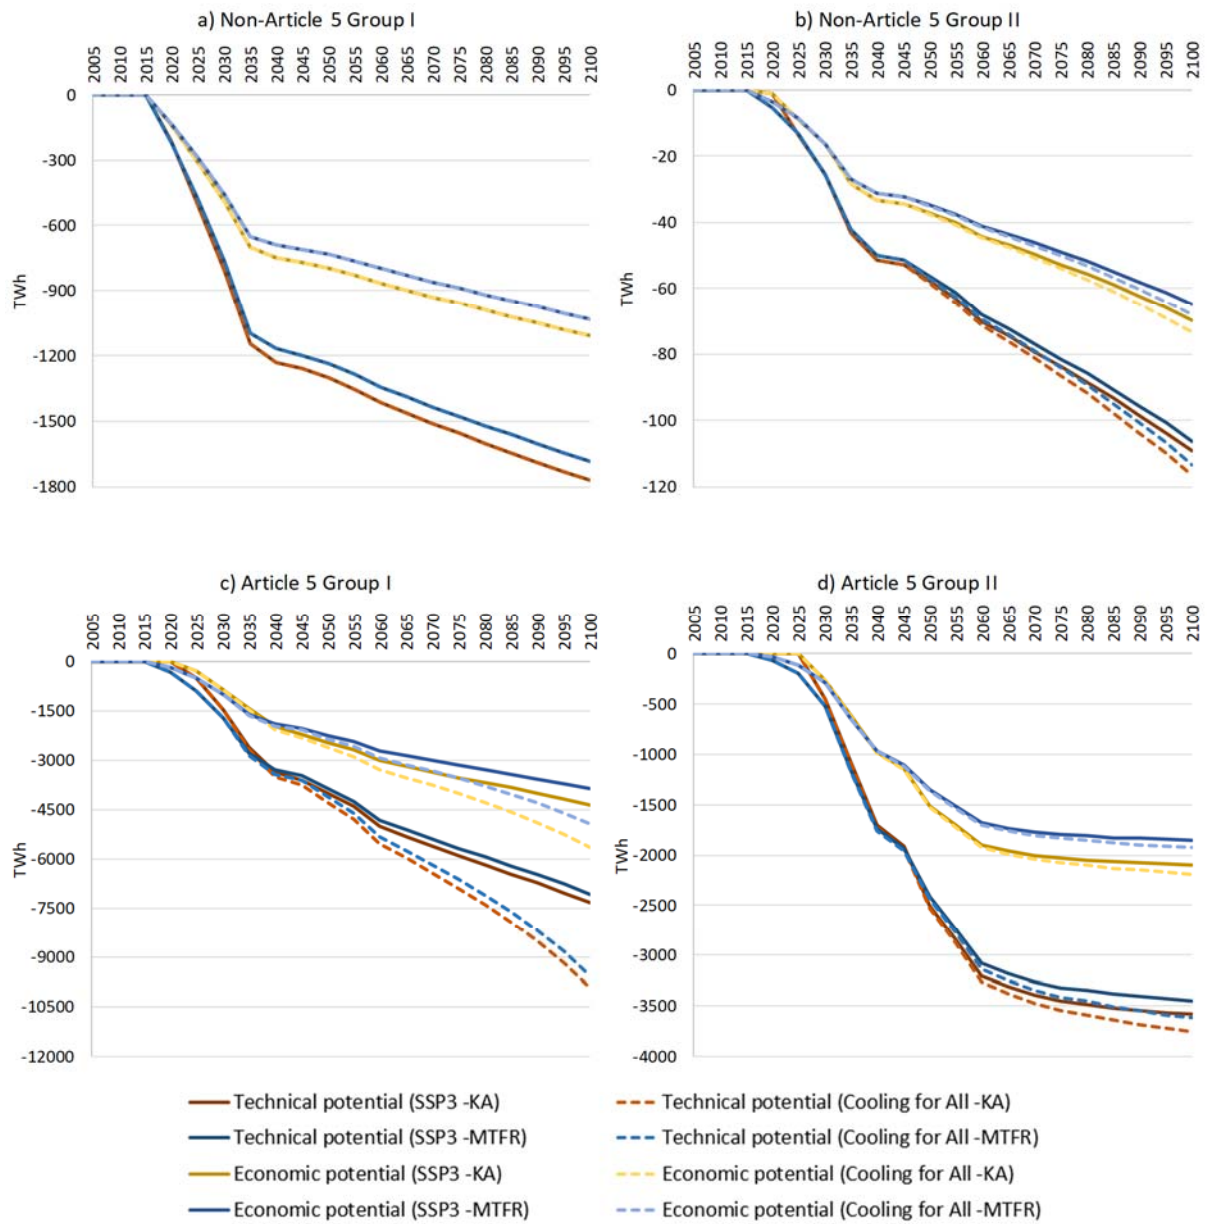 a) Non-Article 5 Group I
2005 2010 2015 2020 2025 2030 2035 2040 2045 2050 2055 2060 2065 2070 2075 2080 2085 2090 2095 2100
0
-300
-600
-900
-1200
-1500
-1800
TWh
b) Non-Article 5 Group II
2005 2010 2015 2020 2025 2030 2035 2040 2045 2050 2055 2060 2065 2070 2075 2080 2085 2090 2095 2100
0
-20
-40
-60
-80
-100
-120
TWh
c) Article 5 Group I
2005 2010 2015 2020 2025 2030 2035 2040 2045 2050 2055 2060 2065 2070 2075 2080 2085 2090 2095 2100
0
-1500
-3000
-4500
-6000
-7500
-9000
-10500
-12000
TWh
d) Article 5 Group II
2005 2010 2015 2020 2025 2030 2035 2040 2045 2050 2055 2060 2065 2070 2075 2080 2085 2090 2095 2100
0
-500
-1000
-1500
-2000
-2500
-3000
-3500
-4000
TWh
Technical potential (SSP3 -KA)
Technical potential (Cooling for All -KA)
Technical potential (SSP3 -MTFR)
Technical potential (Cooling for All -MTFR)
Economic potential (SSP3 -KA)
Economic potential (Cooling for All -KA)
Economic potential (SSP3 -MTFR)
Economic potential (Cooling for All -MTFR)